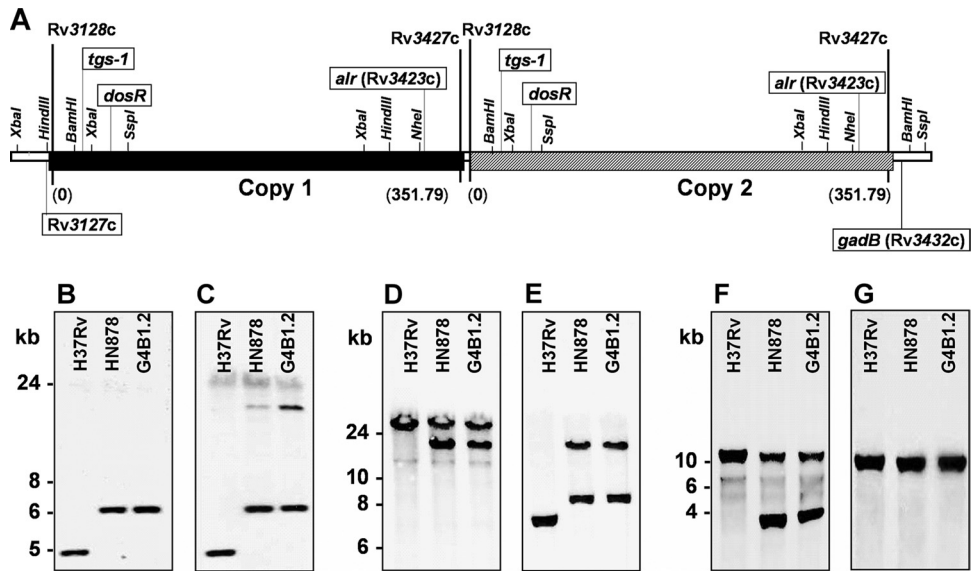 A
Rv3128c
Rv3427c
Rv3128c
Rv3427c
tgs-1
alr (Rv3423c)
tgs-1
alr (Rv3423c)
dosR
dosR
XbaI HindIII BamHI XbaI SspI XbaI HindIII NheI BamHI XbaI SspI XbaI HindIII NheI BamHI SspI
Copy 1
Copy 2
(0) (351.79) (0) (351.79)
Rv3127c
gadB (Rv3432c)
B C D E F G
kb
H37Rv HN878 G4B1.2
24
8
6
5
H37Rv HN878 G4B1.2
kb
H37Rv HN878 G4B1.2
24
10
8
6
H37Rv HN878 G4B1.2
kb
H37Rv HN878 G4B1.2
10
6
4
H37Rv HN878 G4B1.2